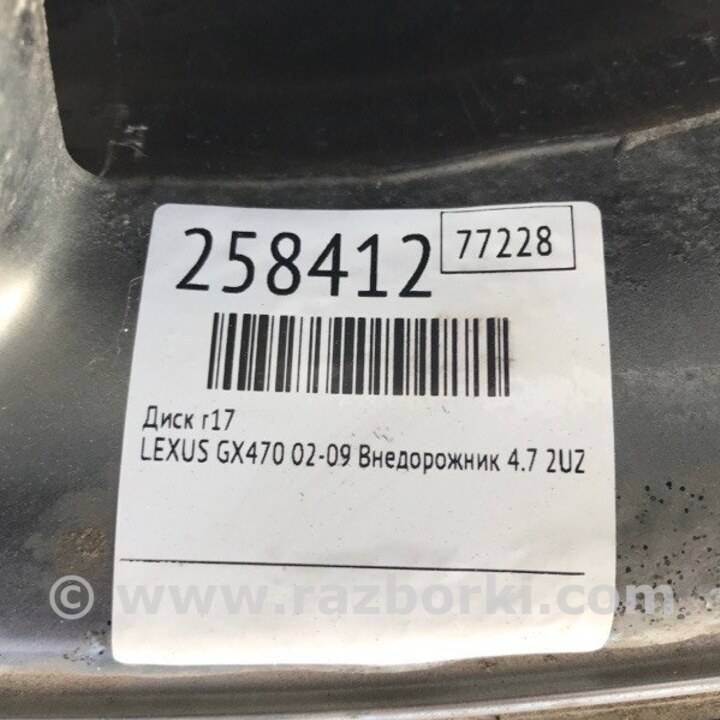 258412 77228
Диск r17
LEXUS GX470 02-09 Внедорожник 4.7 2UZ
© www.razborki.com